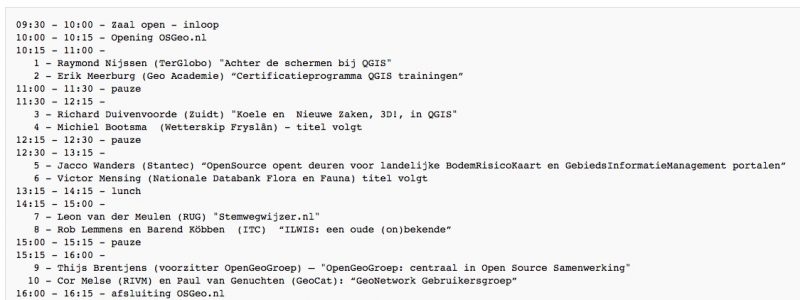 09:30 - 10:00 - Zaal open - inloop
10:00 - 10:15 - Opening OSGeo.nl
10:15 - 11:00 -
1 - Raymond Nijssen (TerGlobo) "Achter de schermen bij QGIS"
2 - Erik Meerburg (Geo Academie) “Certificatieprogramma QGIS trainingen”
11:00 - 11:30 - pauze
11:30 - 12:15 -
3 - Richard Duivenvoorde (Zuidt) "Koele en  Nieuwe Zaken, 3D!, in QGIS"
4 - Michiel Bootsma  (Wetterskip Fryslân) - titel volgt
12:15 - 12:30 - pauze
12:30 - 13:15 -
5 - Jacco Wanders (Stantec) “OpenSource opent deuren voor landelijke BodemRisicoKaart en GebiedsInformatieManagement portalen”
6 - Victor Mensing (Nationale Databank Flora en Fauna) titel volgt
13:15 - 14:15 - lunch
14:15 - 15:00 -
7 - Leon van der Meulen (RUG) "Stemwegwijzer.nl"
8 - Rob Lemmens en Barend Köbben  (ITC)  “ILWIS: een oude (on)bekende”
15:00 - 15:15 - pauze
15:15 - 16:00 -
9 - Thijs Brentjens (voorzitter OpenGeoGroep) – "OpenGeoGroep: centraal in Open Source Samenwerking"
10 - Cor Melse (RIVM) en Paul van Genuchten (GeoCat): “GeoNetwork Gebruikersgroep”
16:00 - 16:15 - afsluiting OSGeo.nl